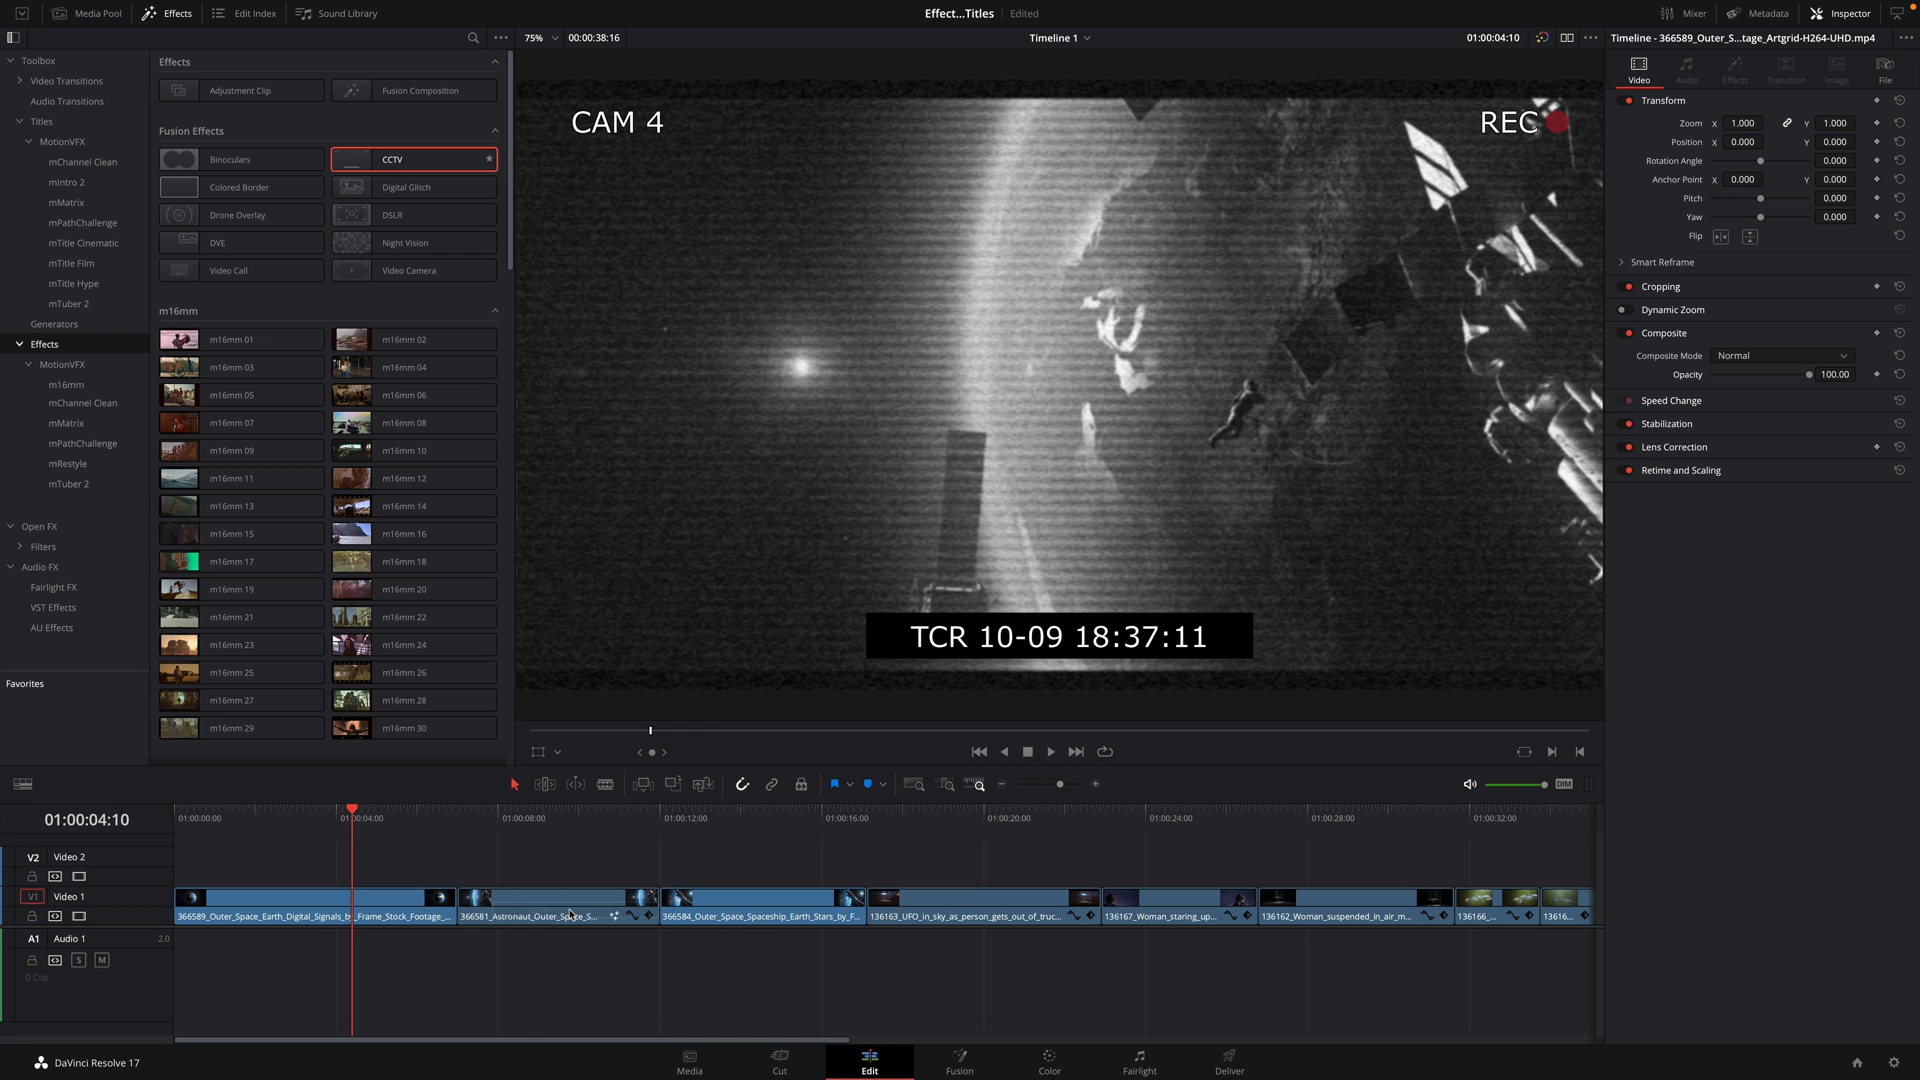 Media Pool
Effects
Edit Index
Sound Library
Effect...Titles
Edited
Mixer
Metadata
Inspector
75%
00:00:38:16
Timeline 1
01:00:04:10
Timeline - 366589_Outer_S...tage_Artgrid-H264-UHD.mp4
Toolbox
Video Transitions
Audio Transitions
Titles
MotionVFX
mChannel Clean
mIntro 2
mMatrix
mPathChallenge
mTitle Cinematic
mTitle Film
mTitle Hype
mTuber 2
Generators
Effects
MotionVFX
m16mm
mChannel Clean
mMatrix
mPathChallenge
mRestyle
mTuber 2
Open FX
Filters
Audio FX
Fairlight FX
VST Effects
AU Effects
Favorites
Effects
Adjustment Clip
Fusion Composition
Fusion Effects
Binoculars
CCTV
Colored Border
Digital Glitch
Drone Overlay
DSLR
DVE
Night Vision
Video Call
Video Camera
m16mm
m16mm 01
m16mm 02
m16mm 03
m16mm 04
m16mm 05
m16mm 06
m16mm 07
m16mm 08
m16mm 09
m16mm 10
m16mm 11
m16mm 12
m16mm 13
m16mm 14
m16mm 15
m16mm 16
m16mm 17
m16mm 18
m16mm 19
m16mm 20
m16mm 21
m16mm 22
m16mm 23
m16mm 24
m16mm 25
m16mm 26
m16mm 27
m16mm 28
m16mm 29
m16mm 30
CAM 4
REC
TCR 10-09 18:37:11
Video
Audio
Effects
Transition
Image
File
Transform
Zoom X 1.000 Y 1.000
Position X 0.000 Y 0.000
Rotation Angle 0.000
Anchor Point X 0.000 Y 0.000
Pitch 0.000
Yaw 0.000
Flip
Smart Reframe
Cropping
Dynamic Zoom
Composite
Composite Mode Normal
Opacity 100.00
Speed Change
Stabilization
Lens Correction
Retime and Scaling
DIM
01:00:04:10
01:00:00:00
01:00:04:00
01:00:08:00
01:00:12:00
01:00:16:00
01:00:20:00
01:00:24:00
01:00:28:00
01:00:32:00
V2 Video 2
V1 Video 1
366589_Outer_Space_Earth_Digital_Signals_by_Frame_Stock_Footage_...
366581_Astronaut_Outer_Space_S...
366584_Outer_Space_Spaceship_Earth_Stars_by_F...
136163_UFO_in_sky_as_person_gets_out_of_truc...
136167_Woman_staring_up...
136162_Woman_suspended_in_air_m...
136166_...
13616...
A1 Audio 1 2.0
S M
0 Clip
DaVinci Resolve 17
Media
Cut
Edit
Fusion
Color
Fairlight
Deliver